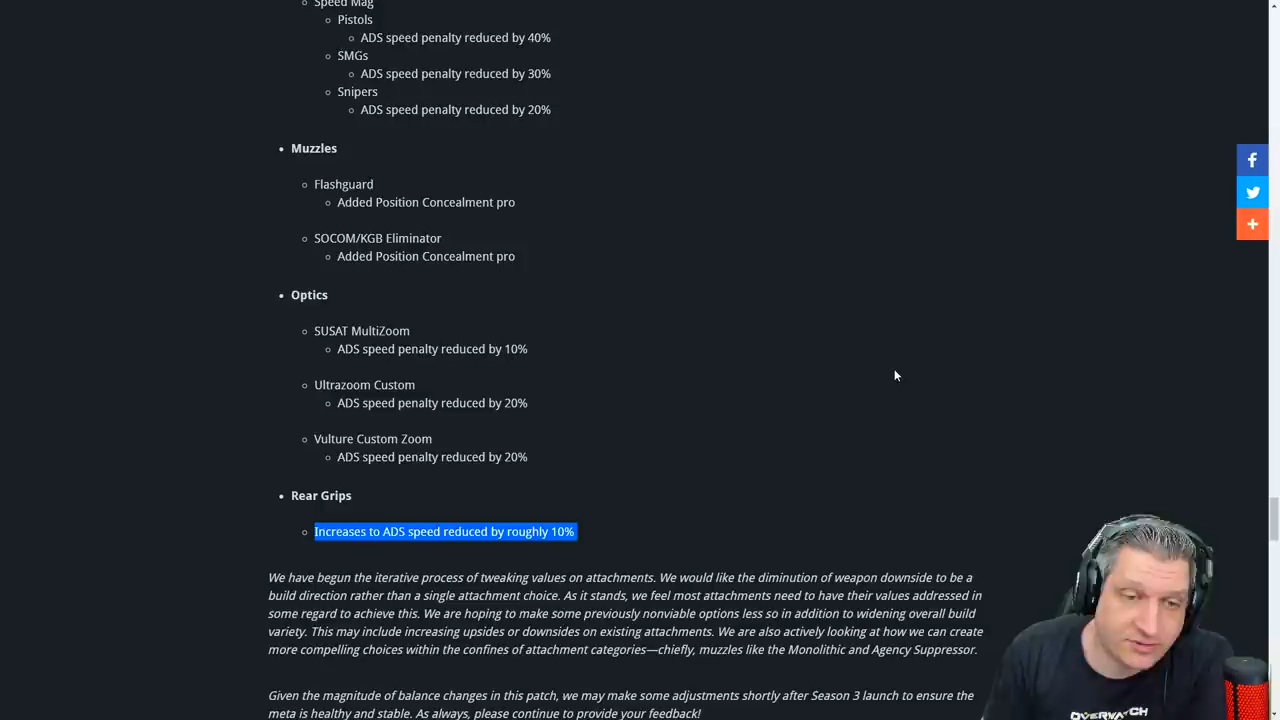 Speed Mag
Pistols
ADS speed penalty reduced by 40%
SMGs
ADS speed penalty reduced by 30%
Snipers
ADS speed penalty reduced by 20%
Muzzles
Flashguard
Added Position Concealment pro
SOCOM/KGB Eliminator
Added Position Concealment pro
Optics
SUSAT MultiZoom
ADS speed penalty reduced by 10%
Ultrazoom Custom
ADS speed penalty reduced by 20%
Vulture Custom Zoom
ADS speed penalty reduced by 20%
Rear Grips
Increases to ADS speed reduced by roughly 10%
We have begun the iterative process of tweaking values on attachments. We would like the diminution of weapon downside to be a
build direction rather than a single attachment choice. As it stands, we feel most attachments need to have their values addressed in
some regard to achieve this. We are hoping to make some previously nonviable options less so in addition to widening overall build
variety. This may include increasing upsides or downsides on existing attachments. We are also actively looking at how we can create
more compelling choices within the confines of attachment categories—chiefly, muzzles like the Monolithic and Agency Suppressor.
Given the magnitude of balance changes in this patch, we may make some adjustments shortly after Season 3 launch to ensure the
meta is healthy and stable. As always, please continue to provide your feedback!
OVERWATCH